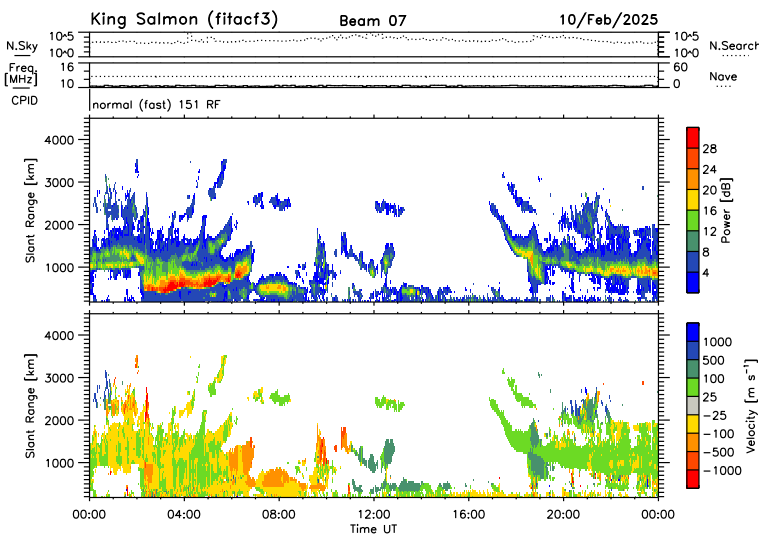 King Salmon (fitacf3) Beam 07 10/Feb/2025
N.Sky 10^5 10^0 10^5 10^0 N.Search
Freq. [MHz] 16 10 60 0 Nave
CPID normal (fast) 151 RF
Slant Range [km] 4000 3000 2000 1000
Power [dB] 28 24 20 16 12 8 4
Slant Range [km] 4000 3000 2000 1000
Velocity [m s⁻¹] 1000 500 100 25 −25 −100 −500 −1000
00:00 04:00 08:00 12:00 16:00 20:00 00:00
Time UT